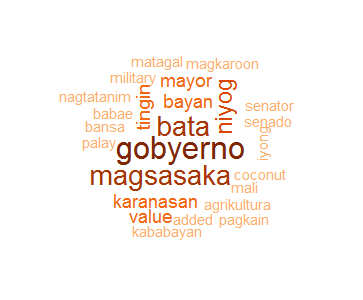 matagal magkaroon
military mayor
nagtatanim tingin bayan niyog senator
babae senado
bansa bata
palay gobyerno iyong
magsasaka coconut
mali
karanasan agrikultura
value added pagkain
kababayan